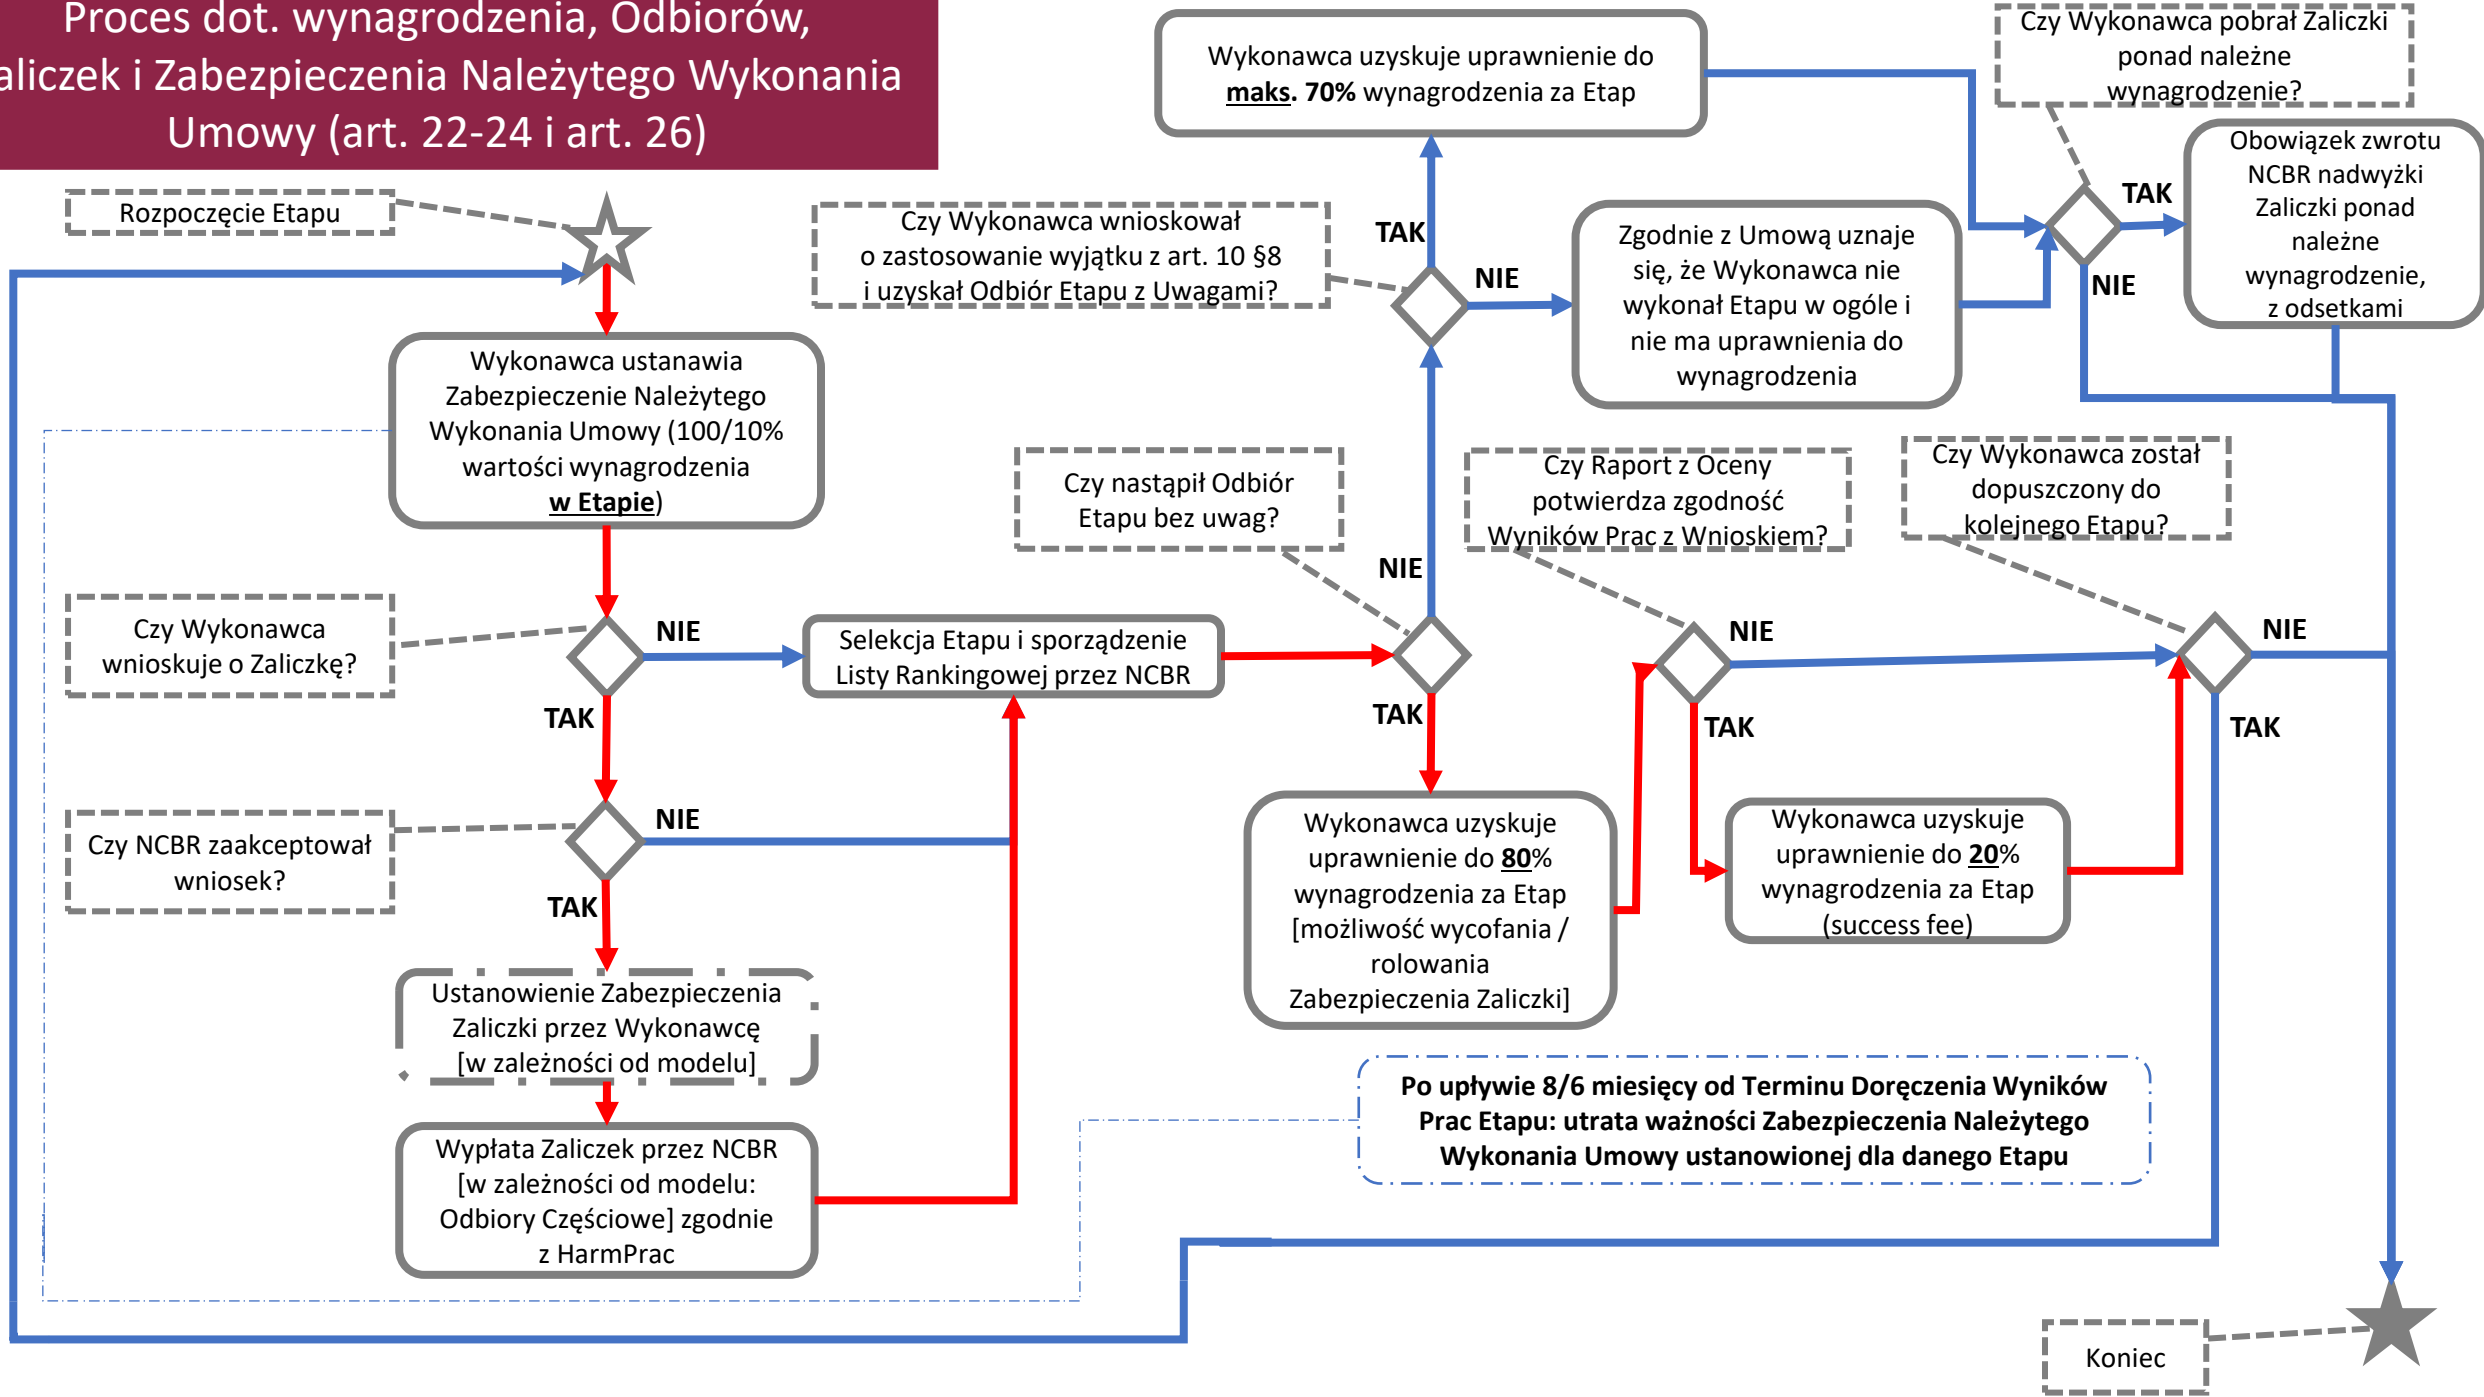 Proces dot. wynagrodzenia, Odbiorów,
aliczek i Zabezpieczenia Należytego Wykonania
Umowy (art. 22-24 i art. 26)
Rozpoczęcie Etapu
Wykonawca ustanawia
Zabezpieczenie Należytego
Wykonania Umowy (100/10%
wartości wynagrodzenia
w Etapie)
Czy Wykonawca
wnioskuje o Zaliczkę?
NIE
TAK
Czy NCBR zaakceptował
wniosek?
NIE
TAK
Ustanowienie Zabezpieczenia
Zaliczki przez Wykonawcę
[w zależności od modelu]
Wypłata Zaliczek przez NCBR
[w zależności od modelu:
Odbiory Częściowe] zgodnie
z HarmPrac
Selekcja Etapu i sporządzenie
Listy Rankingowej przez NCBR
Czy nastąpił Odbiór
Etapu bez uwag?
NIE
TAK
Czy Wykonawca wnioskował
o zastosowanie wyjątku z art. 10 §8
i uzyskał Odbiór Etapu z Uwagami?
TAK
NIE
Wykonawca uzyskuje uprawnienie do
maks. 70% wynagrodzenia za Etap
Zgodnie z Umową uznaje
się, że Wykonawca nie
wykonał Etapu w ogóle i
nie ma uprawnienia do
wynagrodzenia
Czy Wykonawca pobrał Zaliczki
ponad należne
wynagrodzenie?
TAK
NIE
Obowiązek zwrotu
NCBR nadwyżki
Zaliczki ponad
należne
wynagrodzenie,
z odsetkami
Wykonawca uzyskuje
uprawnienie do 80%
wynagrodzenia za Etap
[możliwość wycofania /
rolowania
Zabezpieczenia Zaliczki]
Czy Raport z Oceny
potwierdza zgodność
Wyników Prac z Wnioskiem?
NIE
TAK
Wykonawca uzyskuje
uprawnienie do 20%
wynagrodzenia za Etap
(success fee)
Czy Wykonawca został
dopuszczony do
kolejnego Etapu?
NIE
TAK
Po upływie 8/6 miesięcy od Terminu Doręczenia Wyników
Prac Etapu: utrata ważności Zabezpieczenia Należytego
Wykonania Umowy ustanowionej dla danego Etapu
Koniec